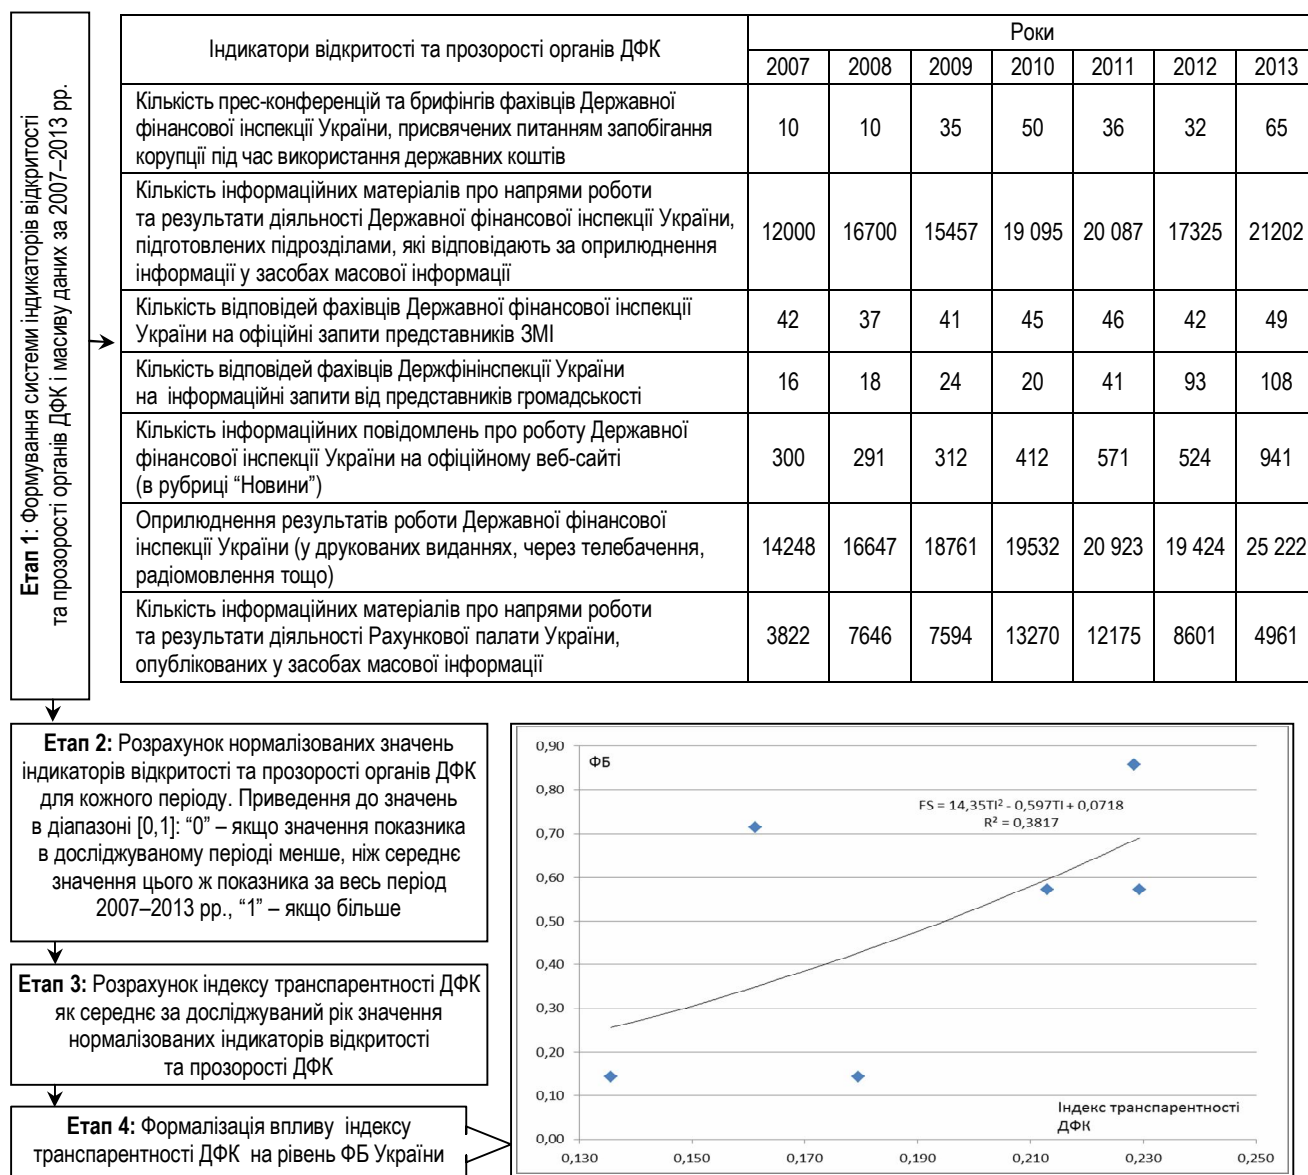 Етап 1: Формування системи індикаторів відкритості
та прозорості органів ДФК і масиву даних за 2007–2013 рр.
Індикатори відкритості та прозорості органів ДФК
Роки
2007 2008 2009 2010 2011 2012 2013
Кількість прес-конференцій та брифінгів фахівців Державної
фінансової інспекції України, присвячених питанням запобігання
корупції під час використання державних коштів
10 10 35 50 36 32 65
Кількість інформаційних матеріалів про напрями роботи
та результати діяльності Державної фінансової інспекції України,
підготовлених підрозділами, які відповідають за оприлюднення
інформації у засобах масової інформації
12000 16700 15457 19 095 20 087 17325 21202
Кількість відповідей фахівців Державної фінансової інспекції
України на офіційні запити представників ЗМІ
42 37 41 45 46 42 49
Кількість відповідей фахівців Держфінінспекції України
на інформаційні запити від представників громадськості
16 18 24 20 41 93 108
Кількість інформаційних повідомлень про роботу Державної
фінансової інспекції України на офіційному веб-сайті
(в рубриці “Новини”)
300 291 312 412 571 524 941
Оприлюднення результатів роботи Державної фінансової
інспекції України (у друкованих виданнях, через телебачення,
радіомовлення тощо)
14248 16647 18761 19532 20 923 19 424 25 222
Кількість інформаційних матеріалів про напрями роботи
та результати діяльності Рахункової палати України,
опублікованих у засобах масової інформації
3822 7646 7594 13270 12175 8601 4961
Етап 2: Розрахунок нормалізованих значень
індикаторів відкритості та прозорості органів ДФК
для кожного періоду. Приведення до значень
в діапазоні [0,1]: “0” – якщо значення показника
в досліджуваному періоді менше, ніж середнє
значення цього ж показника за весь період
2007–2013 рр., “1” – якщо більше
Етап 3: Розрахунок індексу транспарентності ДФК
як середнє за досліджуваний рік значення
нормалізованих індикаторів відкритості
та прозорості ДФК
Етап 4: Формалізація впливу індексу
транспарентності ДФК на рівень ФБ України
0,90
ФБ
0,80
FS = 14,35TI² - 0,597TI + 0,0718
R² = 0,3817
0,70
0,60
0,50
0,40
0,30
0,20
0,10
Індекс транспарентності
ДФК
0,00
0,130 0,150 0,170 0,190 0,210 0,230 0,250